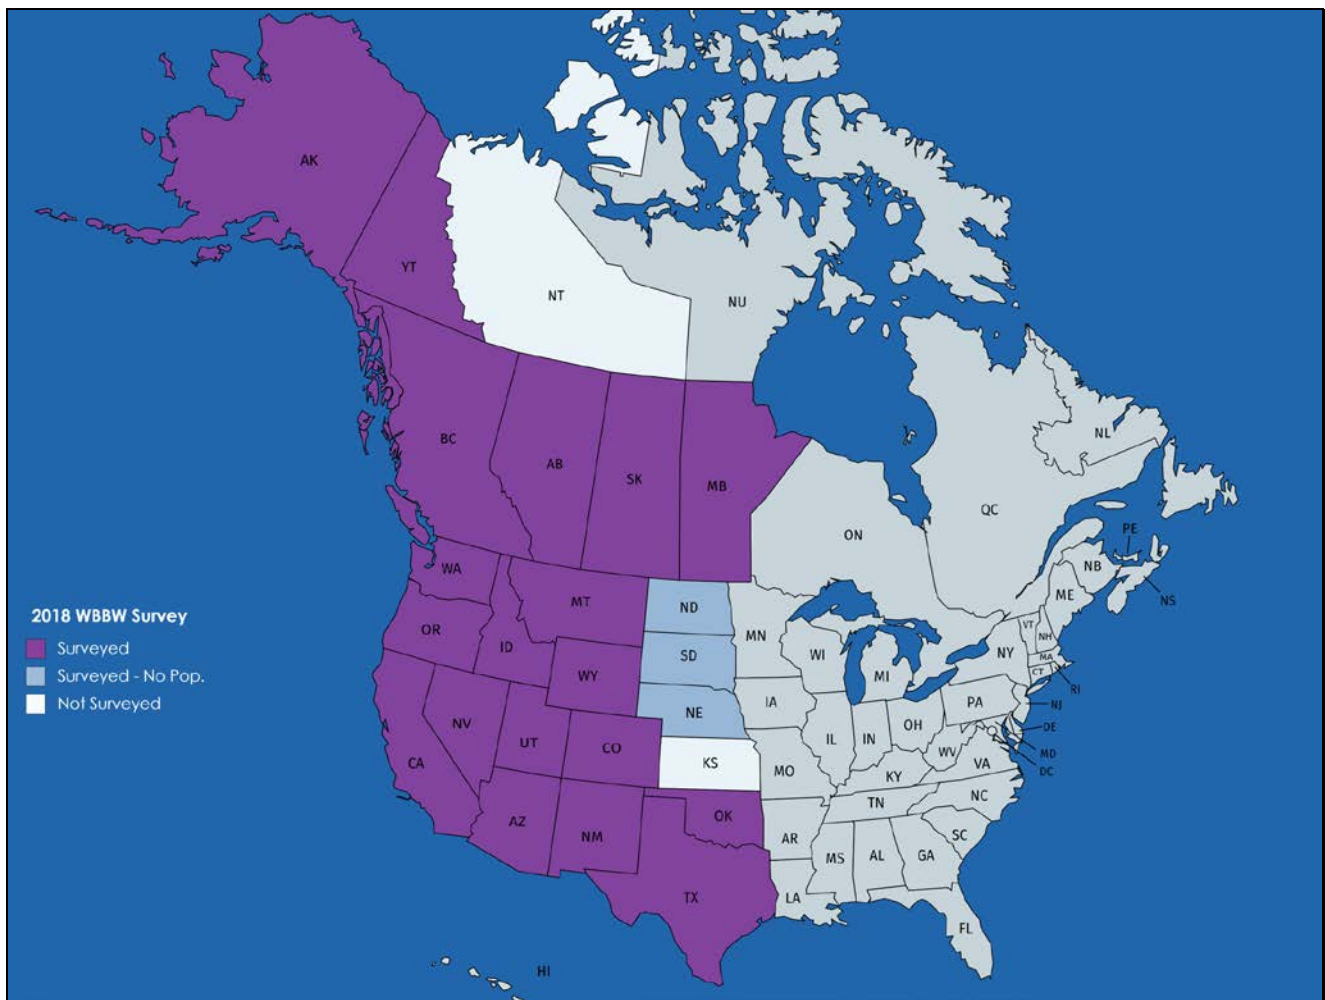 AK
YT
NT
NU
BC
AB
SK
MB
ON
QC
NL
PE
NB
NS
ME
WA
MT
ND
MN
OR
ID
WY
SD
WI
MI
NY
VT
NH
MA
CT
RI
2018 WBBW Survey
Surveyed
Surveyed - No Pop.
Not Surveyed
NV
UT
CO
NE
IA
IL
IN
OH
PA
NJ
DE
MD
DC
CA
KS
MO
KY
WV
VA
AZ
NM
OK
AR
TN
NC
SC
MS
AL
GA
TX
LA
FL
HI